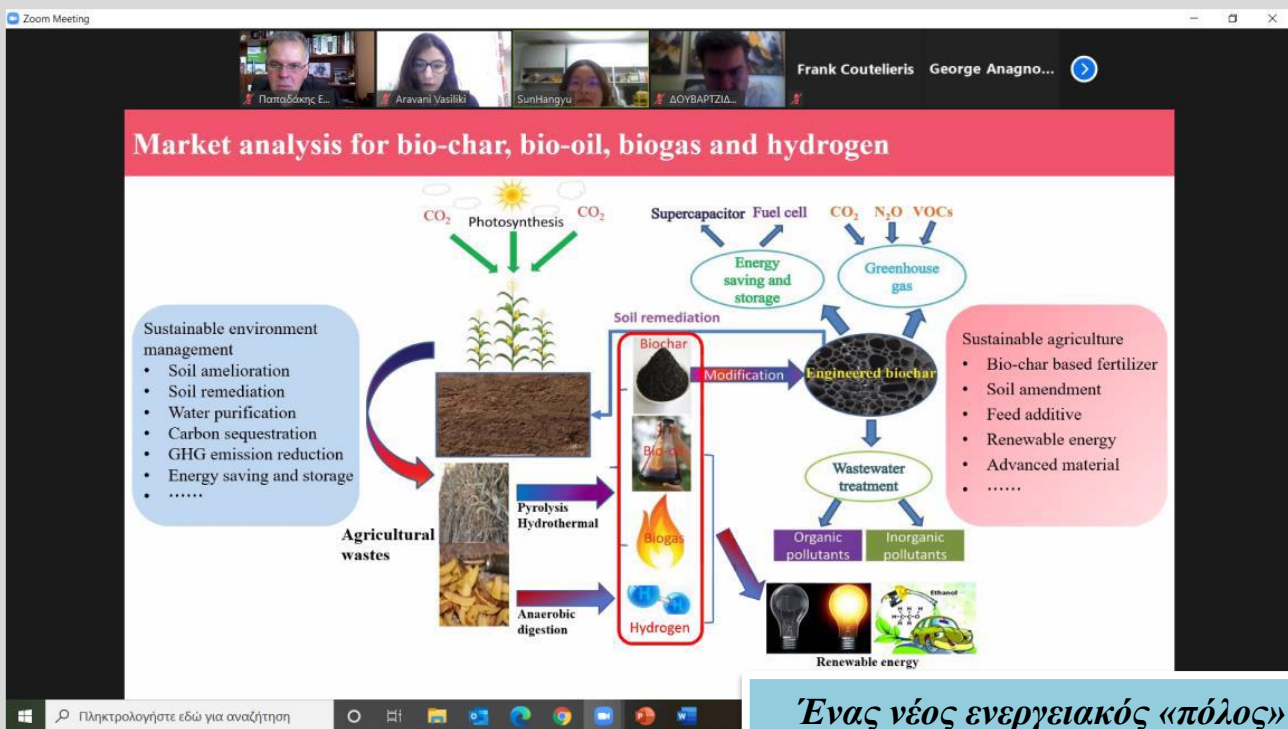 Zoom Meeting
Παπαδάκης Ε...
Aravani Vasiliki
SunHangyu
ΔΟΥΒΑΡΤΖΙΔ...
Frank Coutelieris
George Anagno...
Market analysis for bio-char, bio-oil, biogas and hydrogen
CO2
Photosynthesis
CO2
Supercapacitor
Fuel cell
CO2
N2O
VOCs
Energy
saving and
storage
Greenhouse
gas
Sustainable environment
management
• Soil amelioration
• Soil remediation
• Water purification
• Carbon sequestration
• GHG emission reduction
• Energy saving and storage
• ……
Soil remediation
Biochar
Modification
Engineered biochar
Sustainable agriculture
• Bio-char based fertilizer
• Soil amendment
• Feed additive
• Renewable energy
• Advanced material
• ……
Bio-oil
Wastewater
treatment
Agricultural
wastes
Pyrolysis
Hydrothermal
Biogas
Organic
pollutants
Inorganic
pollutants
Anaerobic
digestion
H
H
Hydrogen
Ethanol
Renewable energy
Πληκτρολογήστε εδώ για αναζήτηση
Ένας νέος ενεργειακός «πόλος»